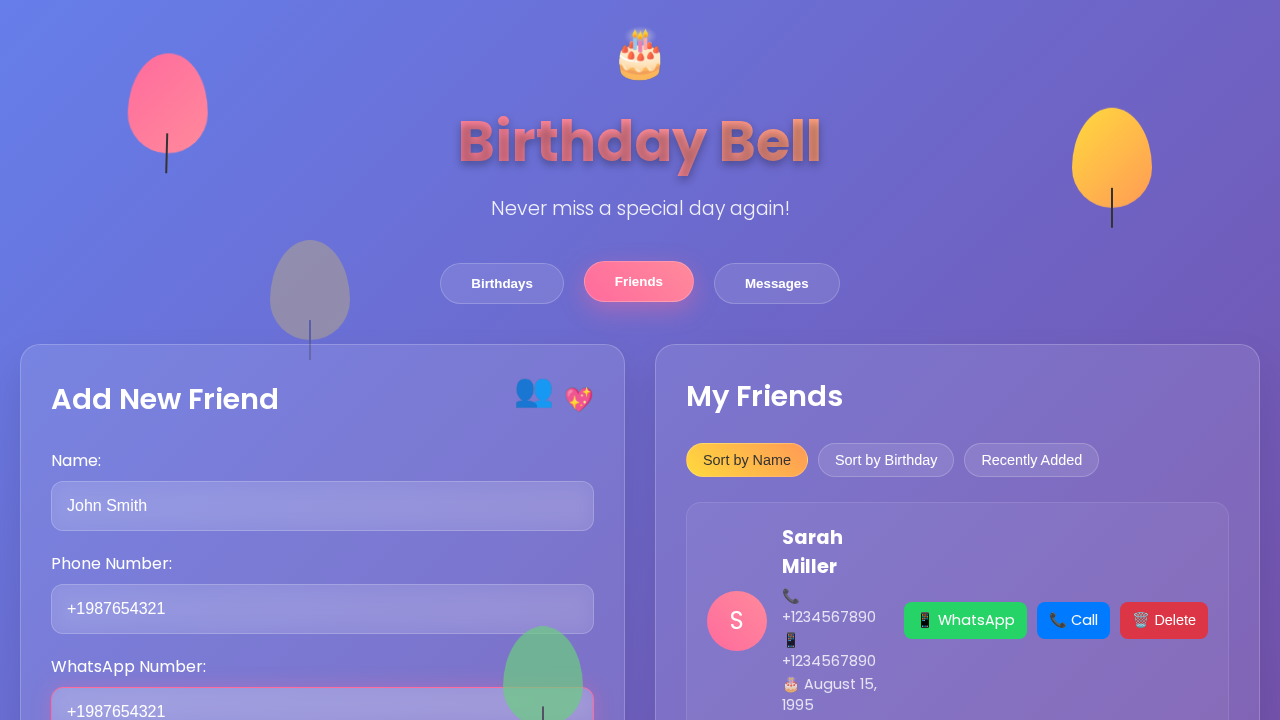 Birthday Bell
Never miss a special day again!
Birthdays
Friends
Messages
Add New Friend
Name:
John Smith
Phone Number:
+1987654321
WhatsApp Number:
+1987654321
My Friends
Sort by Name
Sort by Birthday
Recently Added
S
Sarah
Miller
+1234567890
+1234567890
August 15,
1995
WhatsApp
Call
Delete